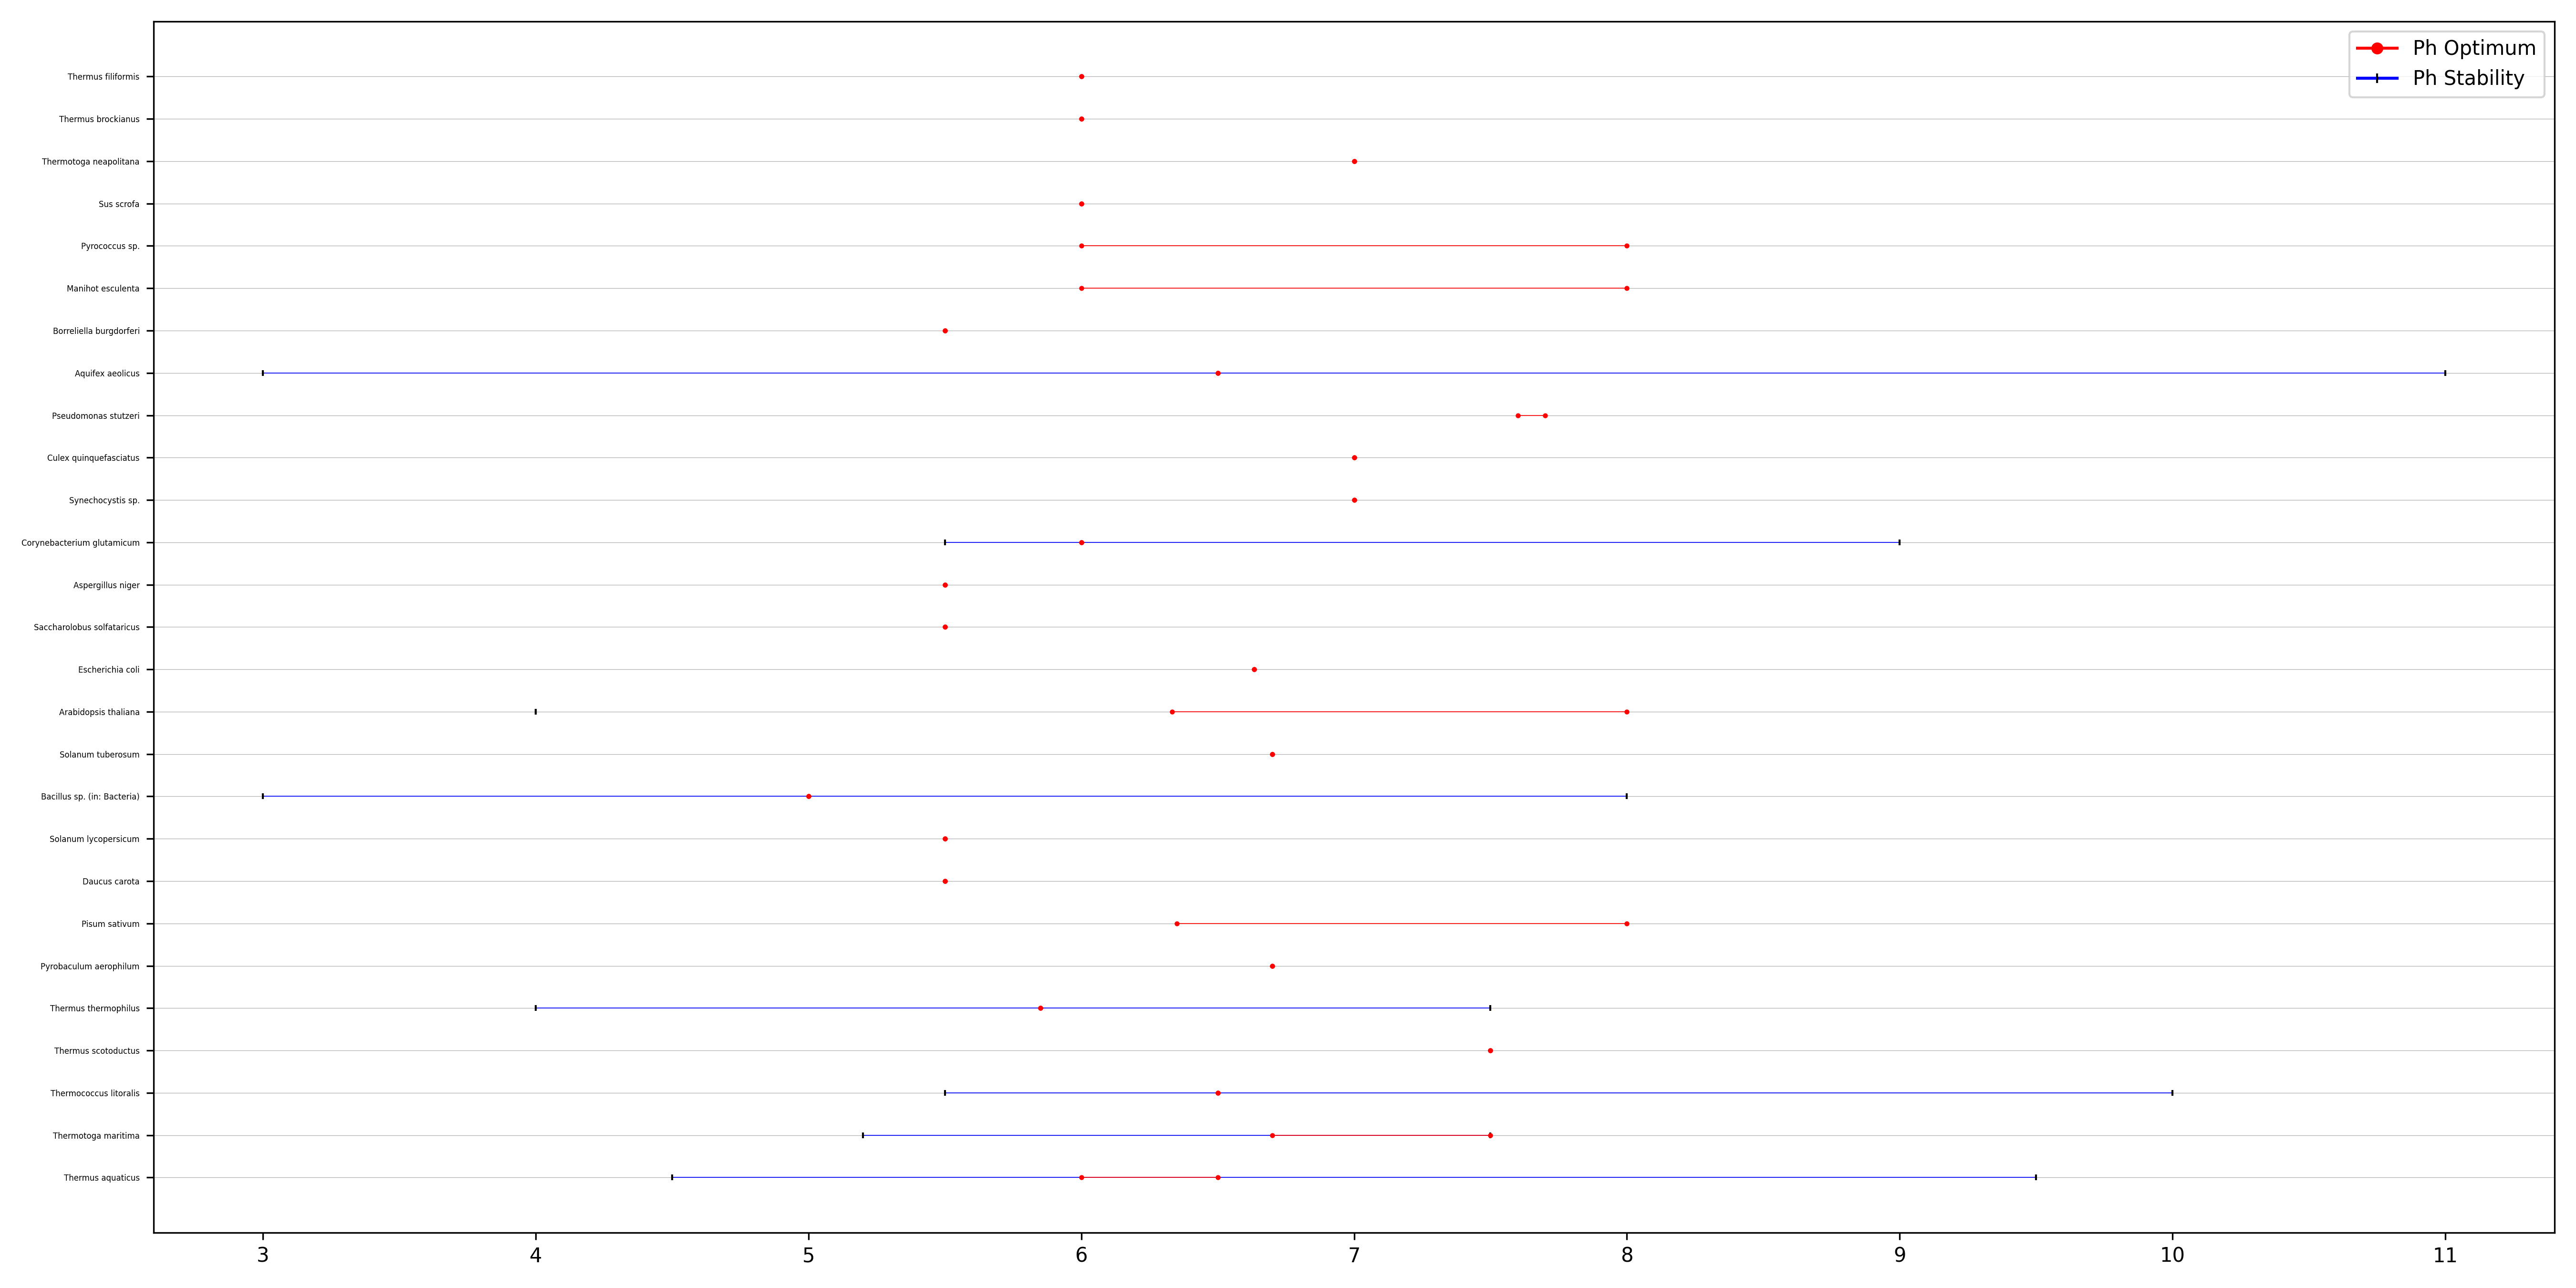 Ph Optimum
Ph Stability
Thermus filiformis
Thermus brockianus
Thermotoga neapolitana
Sus scrofa
Pyrococcus sp.
Manihot esculenta
Borreliella burgdorferi
Aquifex aeolicus
Pseudomonas stutzeri
Culex quinquefasciatus
Synechocystis sp.
Corynebacterium glutamicum
Aspergillus niger
Saccharolobus solfataricus
Escherichia coli
Arabidopsis thaliana
Solanum tuberosum
Bacillus sp. (in: Bacteria)
Solanum lycopersicum
Daucus carota
Pisum sativum
Pyrobaculum aerophilum
Thermus thermophilus
Thermus scotoductus
Thermococcus litoralis
Thermotoga maritima
Thermus aquaticus
3 4 5 6 7 8 9 10 11